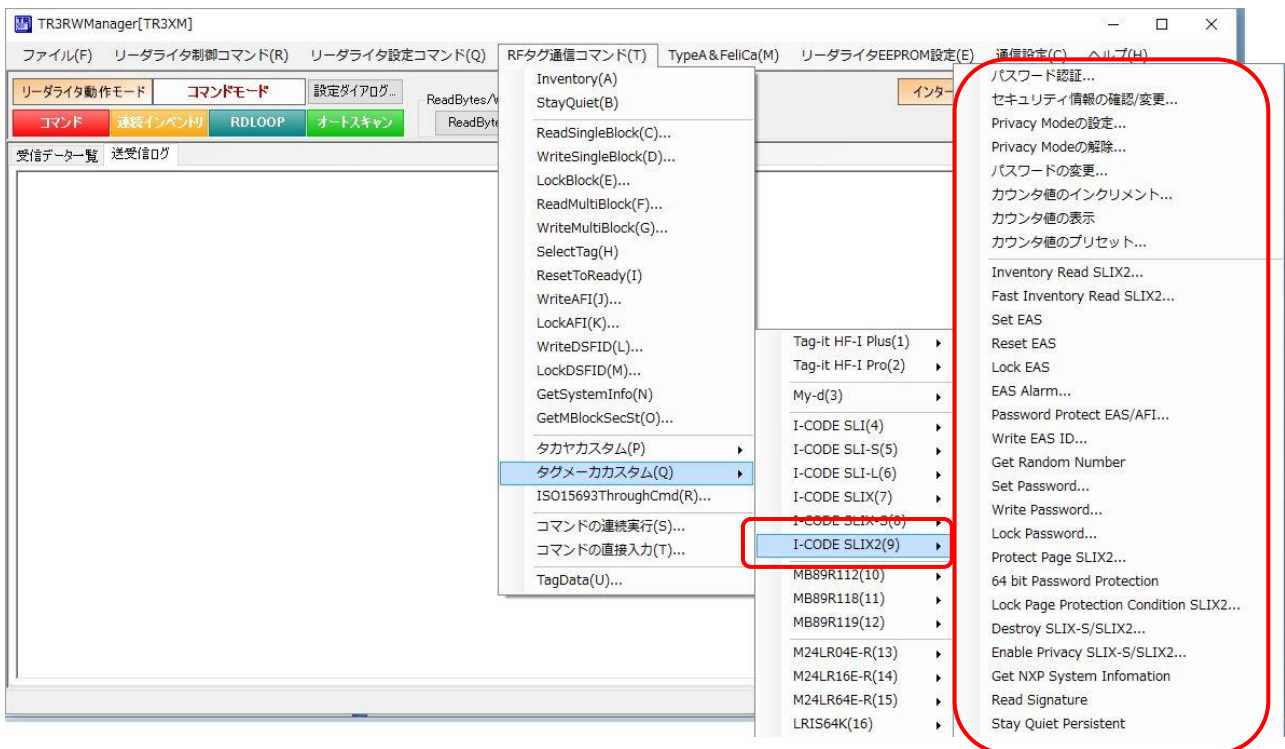 TR3RWManager[TR3XM]
ファイル(F) リーダライタ制御コマンド(R) リーダライタ設定コマンド(Q) RFタグ通信コマンド(T) TypeA&FeliCa(M) リーダライタEEPROM設定(E) 通信設定(C) ヘルプ(H)
リーダライタ動作モード コマンドモード 設定ダイアログ...
コマンド 連続インベントリ RDLOOP オートスキャン
ReadBytes/
ReadByte
インター
受信データ一覧 送受信ログ
Inventory(A)
StayQuiet(B)
ReadSingleBlock(C)...
WriteSingleBlock(D)...
LockBlock(E)...
ReadMultiBlock(F)...
WriteMultiBlock(G)...
SelectTag(H)
ResetToReady(I)
WriteAFI(J)...
LockAFI(K)...
WriteDSFID(L)...
LockDSFID(M)...
GetSystemInfo(N)
GetMBlockSecSt(O)...
タカヤカスタム(P)
タグメーカカスタム(Q)
ISO15693ThroughCmd(R)...
コマンドの連続実行(S)...
コマンドの直接入力(T)...
TagData(U)...
Tag-it HF-I Plus(1)
Tag-it HF-I Pro(2)
My-d(3)
I-CODE SLI(4)
I-CODE SLI-S(5)
I-CODE SLI-L(6)
I-CODE SLIX(7)
I-CODE SLIX-S(8)
I-CODE SLIX2(9)
MB89R112(10)
MB89R118(11)
MB89R119(12)
M24LR04E-R(13)
M24LR16E-R(14)
M24LR64E-R(15)
LRIS64K(16)
パスワード認証...
セキュリティ情報の確認/変更...
Privacy Modeの設定...
Privacy Modeの解除...
パスワードの変更...
カウンタ値のインクリメント...
カウンタ値の表示
カウンタ値のプリセット...
Inventory Read SLIX2...
Fast Inventory Read SLIX2...
Set EAS
Reset EAS
Lock EAS
EAS Alarm...
Password Protect EAS/AFI...
Write EAS ID...
Get Random Number
Set Password...
Write Password...
Lock Password...
Protect Page SLIX2...
64 bit Password Protection
Lock Page Protection Condition SLIX2...
Destroy SLIX-S/SLIX2...
Enable Privacy SLIX-S/SLIX2...
Get NXP System Infomation
Read Signature
Stay Quiet Persistent